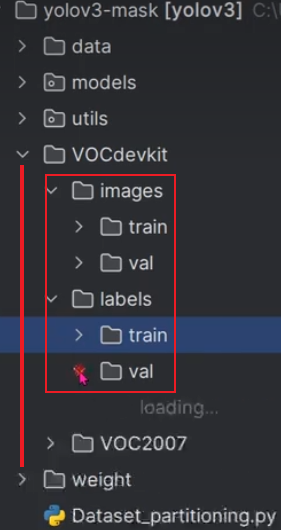 yolov3-mask [yolov3] C:\
data
models
utils
VOCdevkit
images
train
val
labels
train
val
loading...
VOC2007
weight
Dataset_partitioning.py